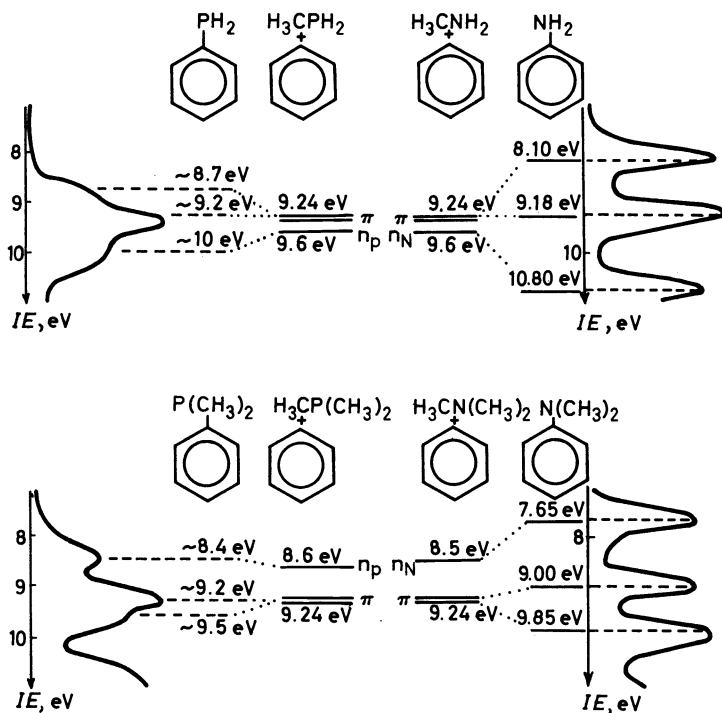 PH₂ H₃CPH₂ H₃CNH₂ NH₂
+ +
8 ~8.7 eV 8.10 eV
9 ~9.2 eV 9.24 eV π π 9.24 eV 9.18 eV
10 ~10 eV 9.6 eV nₚ n_N 9.6 eV 10
10.80 eV
IE, eV IE, eV
P(CH₃)₂ H₃CP(CH₃)₂ H₃CN(CH₃)₂ N(CH₃)₂
+ +
7.65 eV
8 ~8.4 eV 8.6 eV nₚ n_N 8.5 eV 8
9 ~9.2 eV π π 9.00 eV
10 ~9.5 eV 9.24 eV 9.24 eV 9.85 eV
IE, eV IE, eV